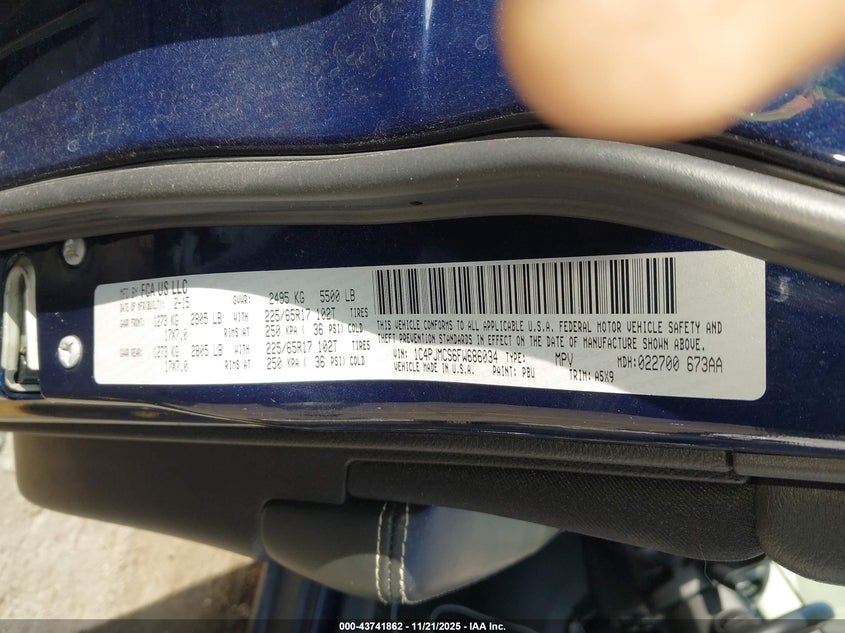 MFD BY: FCA US LLC
DATE OF MFR(BUILT): 2-15 GVWR: 2495 KG 5500 LB
GAWR FRONT: 1273 KG 2805 LB WITH 225/65R17 102T TIRES
17X7.0 RIMS AT 250 KPA ( 36 PSI) COLD
GAWR REAR: 1273 KG 2805 LB WITH 225/65R17 102T TIRES
17X7.0 RIMS AT 250 KPA ( 36 PSI) COLD
THIS VEHICLE CONFORMS TO ALL APPLICABLE U.S.A. FEDERAL MOTOR VEHICLE SAFETY AND
THEFT PREVENTION STANDARDS IN EFFECT ON THE DATE OF MANUFACTURE SHOWN ABOVE.
VIN: 1C4PJMCS6FW686034 TYPE: MPV MDH:022700 673AA
VEHICLE MADE IN U.S.A. PAINT: PBU TRIM: A5X9
000-43741862 - 11/21/2025 - IAA Inc.